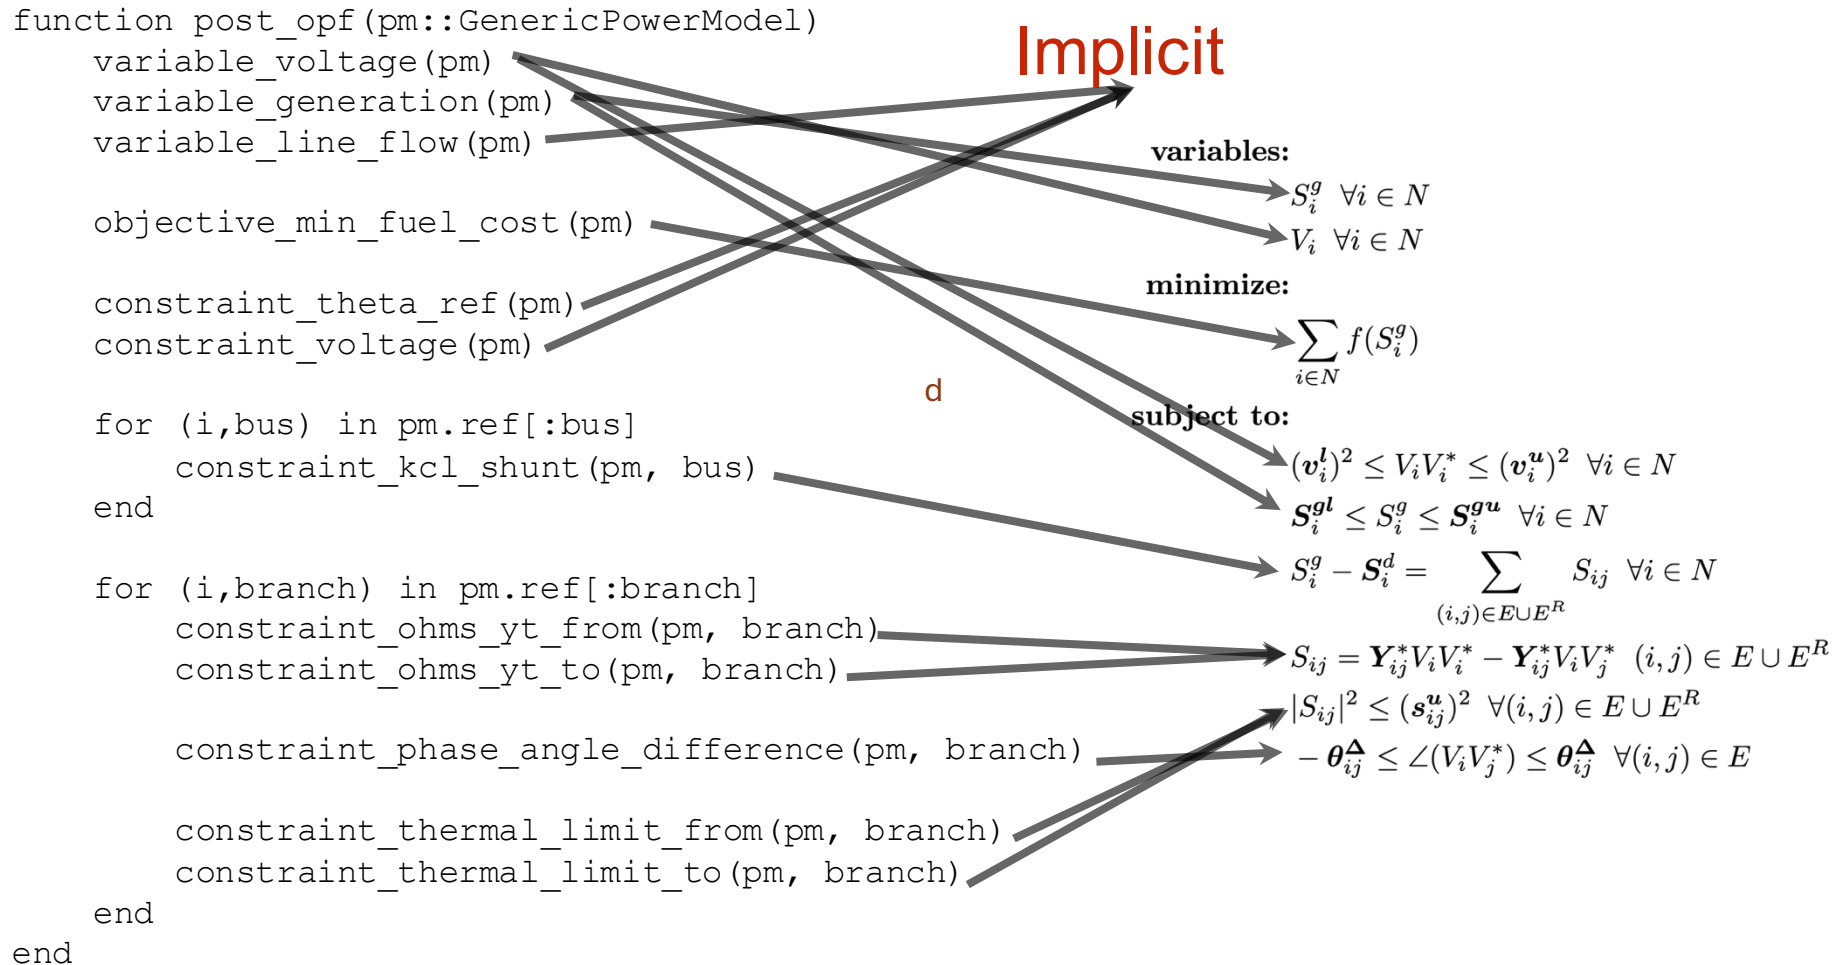 function post_opf(pm::GenericPowerModel)
variable_voltage(pm)
variable_generation(pm)
variable_line_flow(pm)
objective_min_fuel_cost(pm)
constraint_theta_ref(pm)
constraint_voltage(pm)
for (i,bus) in pm.ref[:bus]
constraint_kcl_shunt(pm, bus)
end
for (i,branch) in pm.ref[:branch]
constraint_ohms_yt_from(pm, branch)
constraint_ohms_yt_to(pm, branch)
constraint_phase_angle_difference(pm, branch)
constraint_thermal_limit_from(pm, branch)
constraint_thermal_limit_to(pm, branch)
end
end
Implicit
d
variables:
S_i^g ∀i ∈ N
V_i ∀i ∈ N
minimize:
∑_{i∈N} f(S_i^g)
subject to:
(v_i^l)^2 ≤ V_i V_i^* ≤ (v_i^u)^2 ∀i ∈ N
S_i^{gl} ≤ S_i^g ≤ S_i^{gu} ∀i ∈ N
S_i^g − S_i^d = ∑_{(i,j)∈E∪E^R} S_{ij} ∀i ∈ N
S_{ij} = Y_{ij}^* V_i V_i^* − Y_{ij}^* V_i V_j^* (i,j) ∈ E ∪ E^R
|S_{ij}|^2 ≤ (s_{ij}^u)^2 ∀(i,j) ∈ E ∪ E^R
−θ_{ij}^Δ ≤ ∠(V_i V_j^*) ≤ θ_{ij}^Δ ∀(i,j) ∈ E